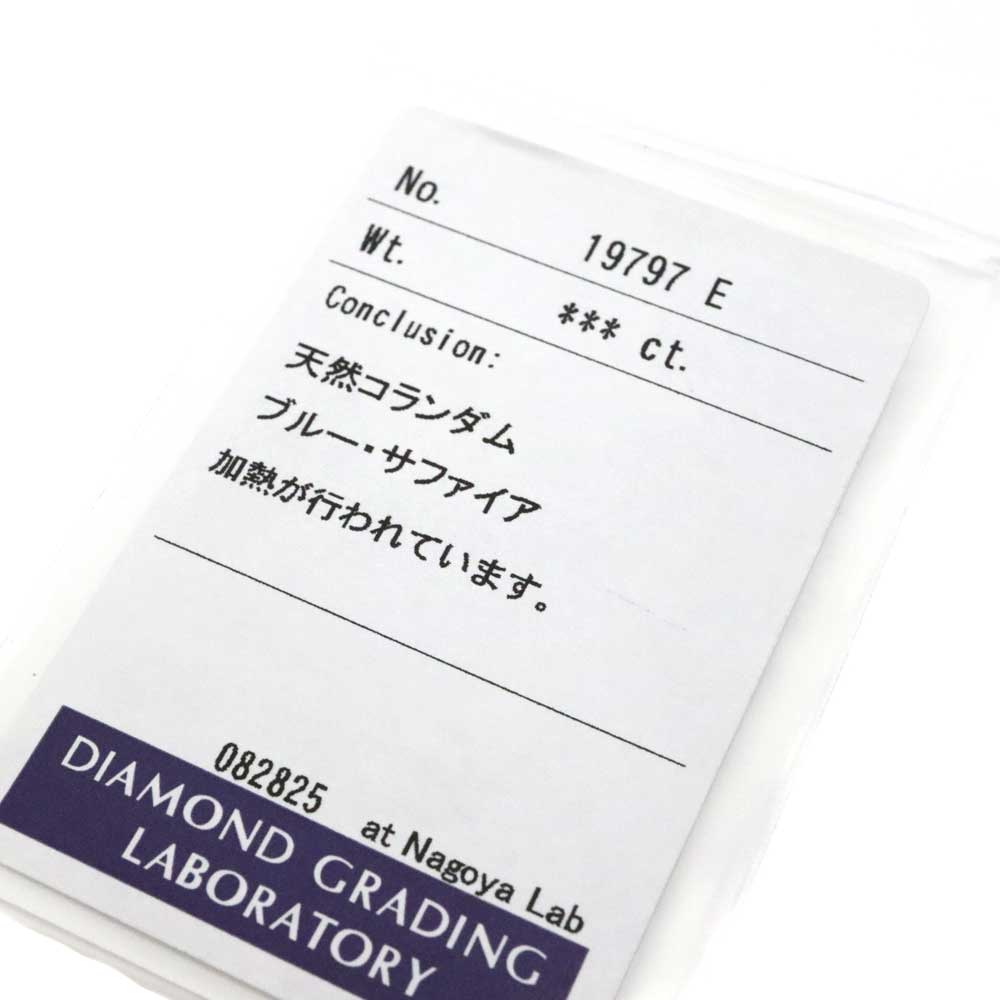 No. 19797 E
Wt. *** ct.
Conclusion:
天然コランダム
ブルー・サファイア
加熱が行われています。
082825 at Nagoya Lab
DIAMOND GRADING
LABORATORY